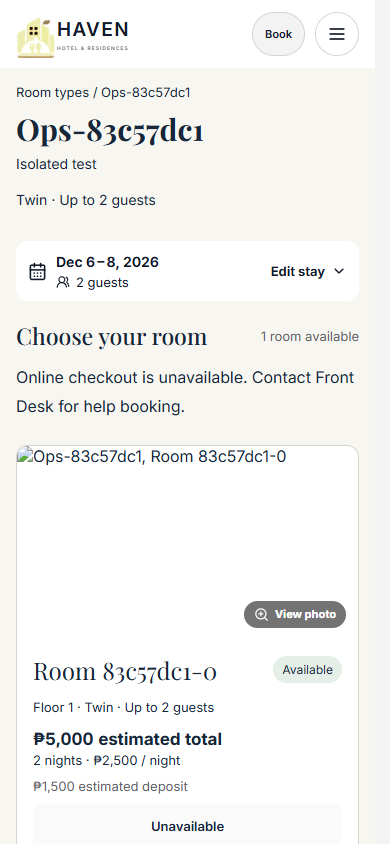 HAVEN
HOTEL & RESIDENCES
Book
Room types / Ops-83c57dc1
Ops-83c57dc1
Isolated test
Twin · Up to 2 guests
Dec 6–8, 2026
2 guests
Edit stay
Choose your room
1 room available
Online checkout is unavailable. Contact Front
Desk for help booking.
Ops-83c57dc1, Room 83c57dc1-0
View photo
Room 83c57dc1-0
Available
Floor 1 · Twin · Up to 2 guests
₱5,000 estimated total
2 nights · ₱2,500 / night
₱1,500 estimated deposit
Unavailable